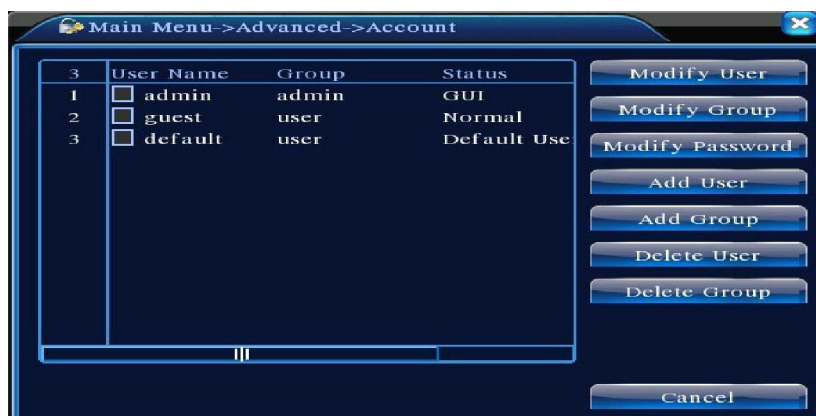 Main Menu->Advanced->Account
3 User Name Group Status
1 admin admin GUI
2 guest user Normal
3 default user Default Use
Modify User
Modify Group
Modify Password
Add User
Add Group
Delete User
Delete Group
Cancel